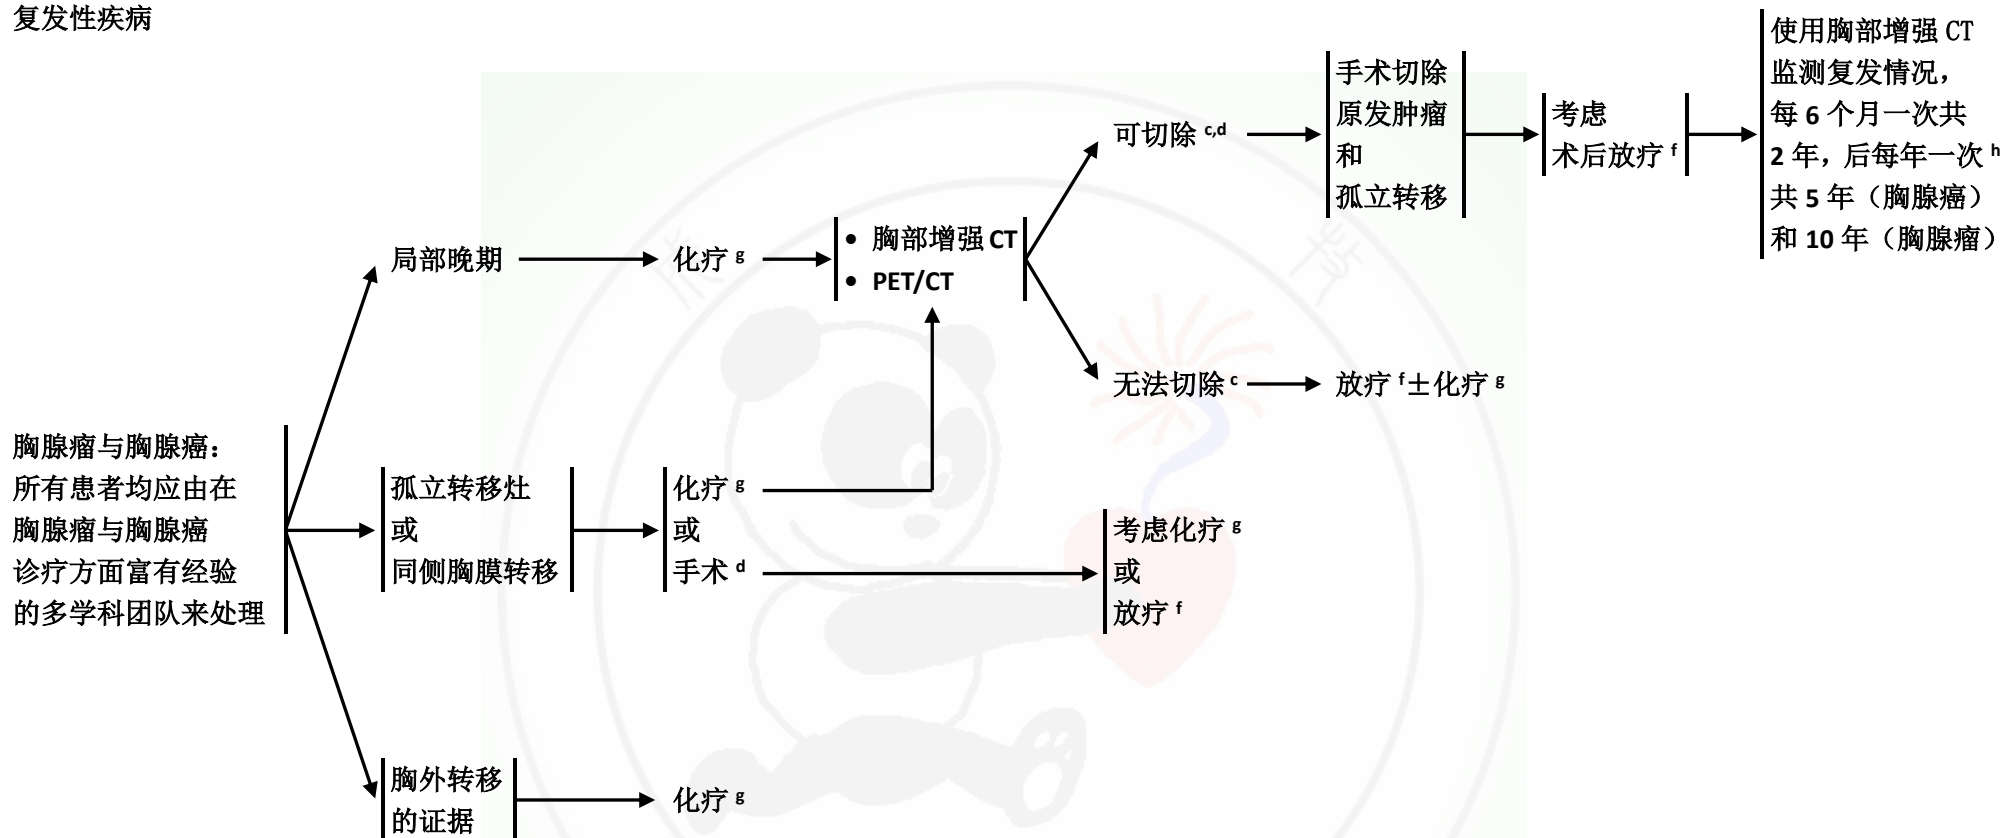 复发性疾病
胸腺瘤与胸腺癌：
所有患者均应由在
胸腺瘤与胸腺癌
诊疗方面富有经验
的多学科团队来处理
局部晚期
化疗 g
• 胸部增强 CT
• PET/CT
可切除 c,d
手术切除
原发肿瘤
和
孤立转移
考虑
术后放疗 f
使用胸部增强 CT
监测复发情况，
每 6 个月一次共
2 年，后每年一次 h
共 5 年（胸腺癌）
和 10 年（胸腺瘤）
无法切除 c
放疗 f±化疗 g
孤立转移灶
或
同侧胸膜转移
化疗 g
或
手术 d
考虑化疗 g
或
放疗 f
胸外转移
的证据
化疗 g